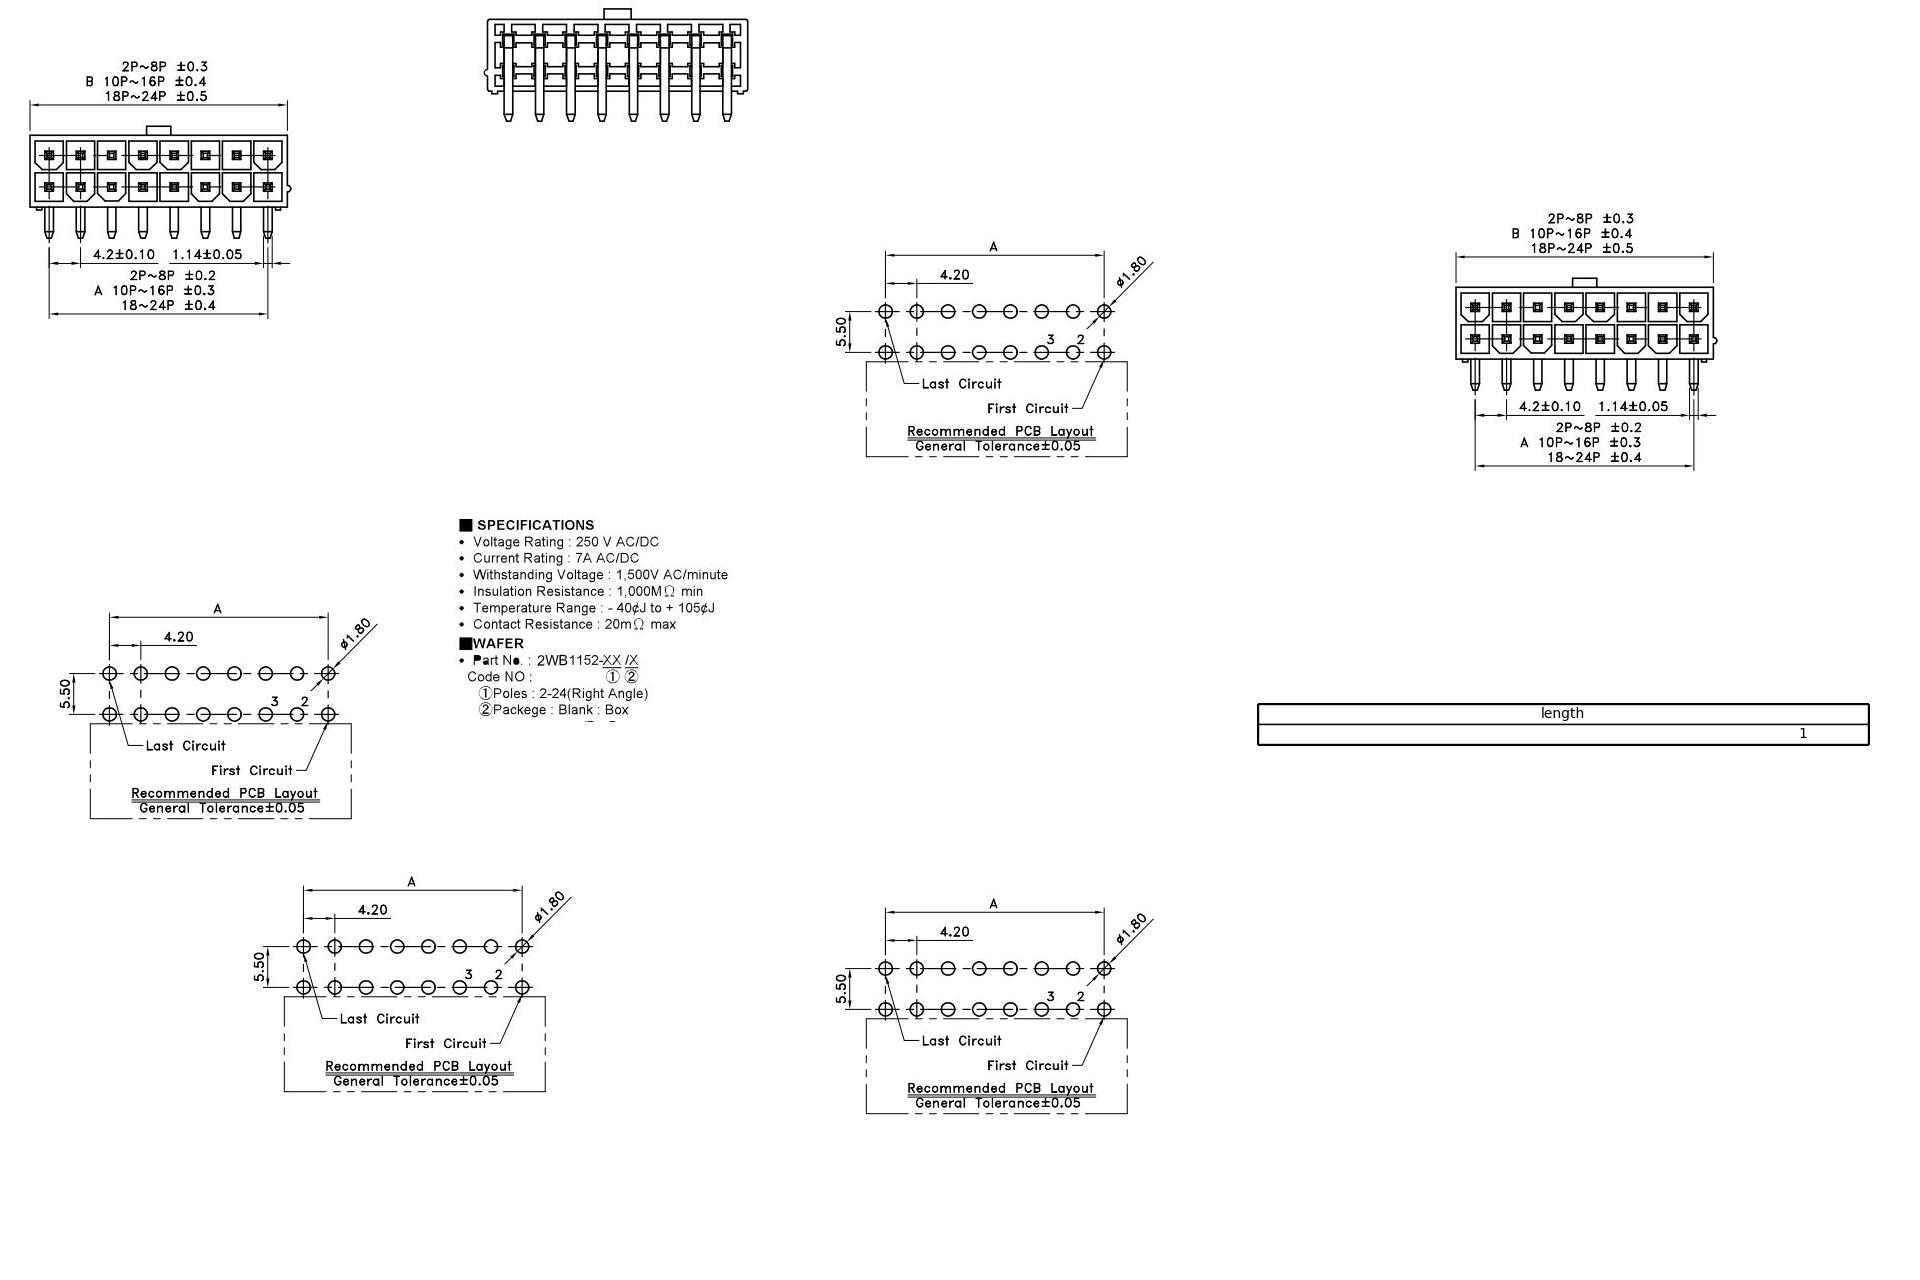 2P~8P ±0.3
B 10P~16P ±0.4
18P~24P ±0.5
4.2±0.10 1.14±0.05
2P~8P ±0.2
A 10P~16P ±0.3
18~24P ±0.4
A
4.20
ø1.80
5.50
3 2
Last Circuit
First Circuit
Recommended PCB Layout
General Tolerance±0.05
2P~8P ±0.3
B 10P~16P ±0.4
18P~24P ±0.5
4.2±0.10 1.14±0.05
2P~8P ±0.2
A 10P~16P ±0.3
18~24P ±0.4
■ SPECIFICATIONS
• Voltage Rating : 250 V AC/DC
• Current Rating : 7A AC/DC
• Withstanding Voltage : 1,500V AC/minute
• Insulation Resistance : 1,000MΩ min
• Temperature Range : - 40¢J to + 105¢J
• Contact Resistance : 20mΩ max
■WAFER
• Part No. : 2WB1152-XX /X
Code NO : ① ②
①Poles : 2-24(Right Angle)
②Packege : Blank : Box
A
4.20
ø1.80
5.50
3 2
Last Circuit
First Circuit
Recommended PCB Layout
General Tolerance±0.05
length
1
A
4.20
ø1.80
5.50
3 2
Last Circuit
First Circuit
Recommended PCB Layout
General Tolerance±0.05
A
4.20
ø1.80
5.50
3 2
Last Circuit
First Circuit
Recommended PCB Layout
General Tolerance±0.05